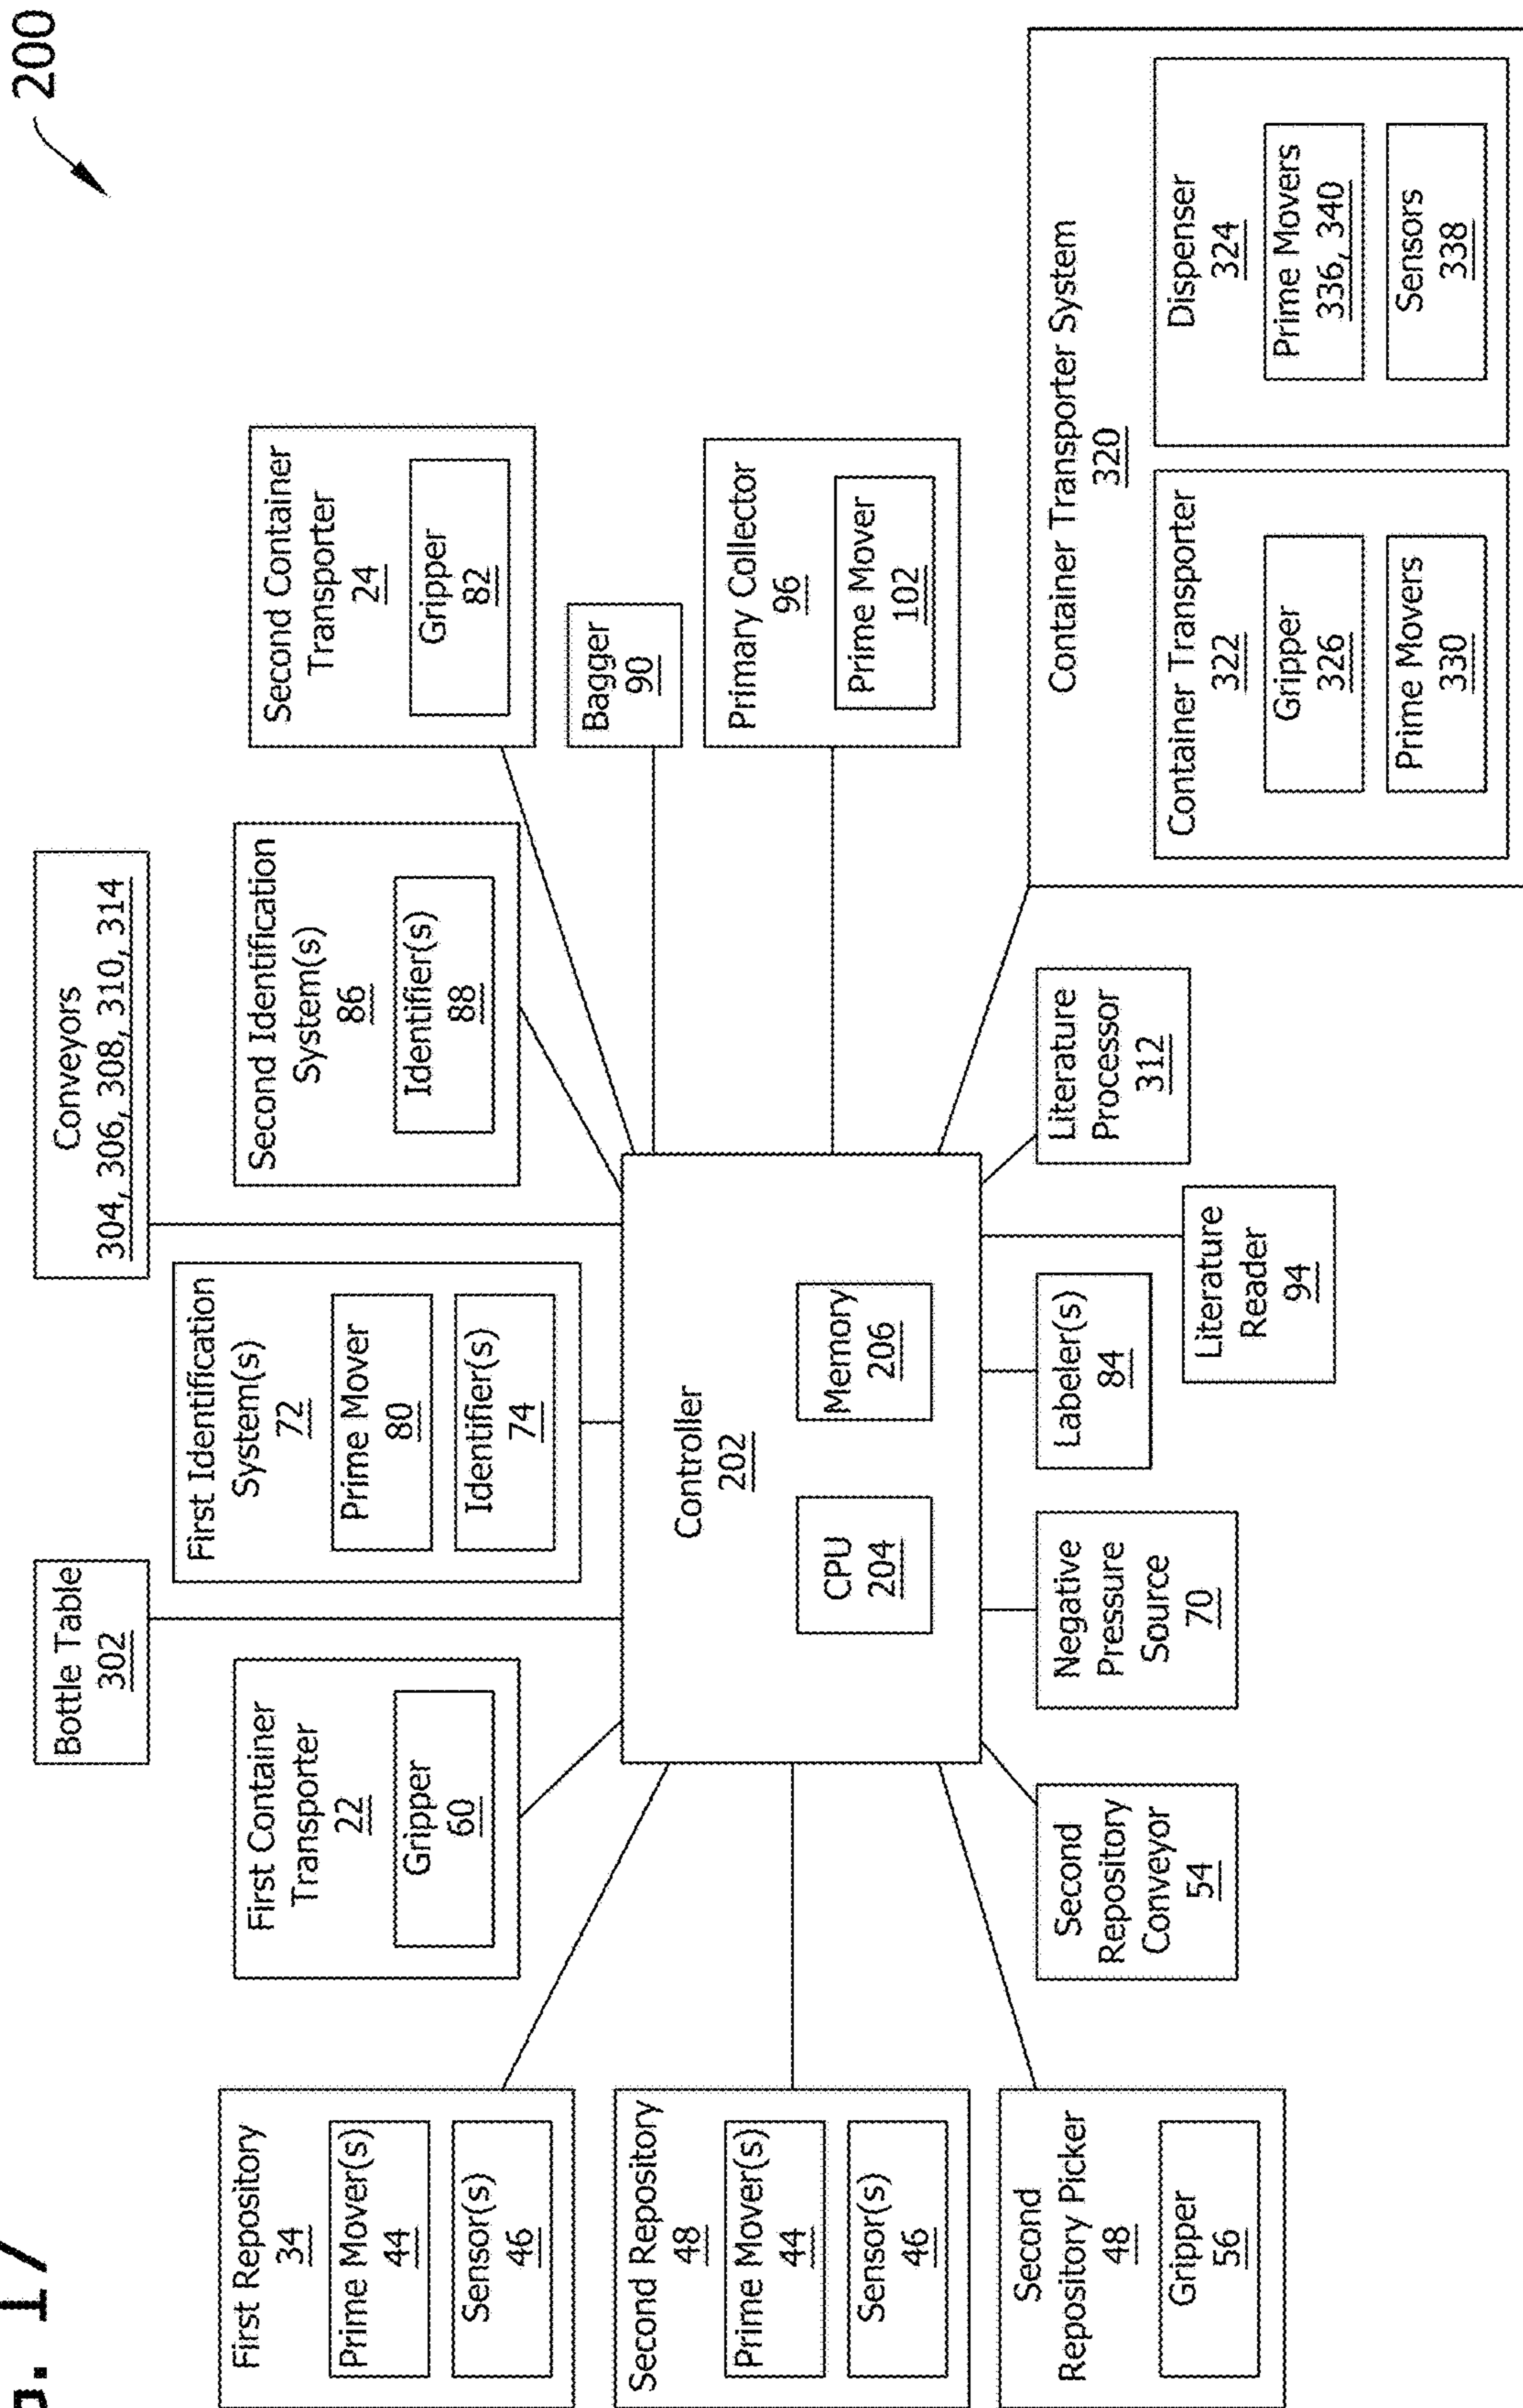 200
Bottle Table
302
Conveyors
304, 306, 308, 310, 314
First Repository
34
Prime Mover(s)
44
Sensor(s)
46
First Container
Transporter
22
Gripper
60
First Identification
System(s)
72
Prime Mover
80
Identifier(s)
74
Second Identification
System(s)
86
Identifier(s)
88
Second Container
Transporter
24
Gripper
82
Second Repository
48
Prime Mover(s)
44
Sensor(s)
46
Controller
202
CPU
204
Memory
206
Bagger
90
Primary Collector
96
Prime Mover
102
Second
Repository Picker
48
Gripper
56
Second
Repository
Conveyor
54
Negative
Pressure
Source
70
Labeler(s)
84
Literature
Reader
94
Literature
Processor
312
Container Transporter System
320
Container Transporter
322
Gripper
326
Prime Movers
330
Dispenser
324
Prime Movers
336, 340
Sensors
338